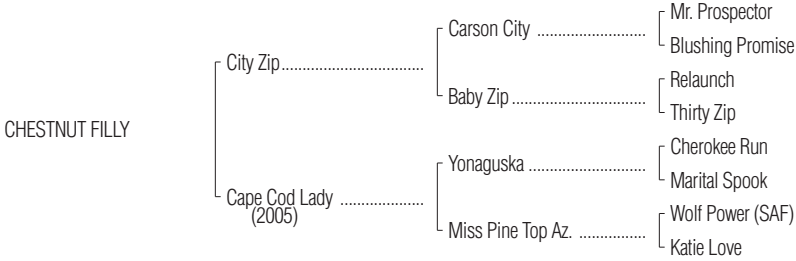 Mr. Prospector
Carson City ..........................
Blushing Promise
City Zip..................................
Relaunch
Baby Zip ................................
Thirty Zip
CHESTNUT FILLY
Cherokee Run
Yonaguska ............................
Marital Spook
Cape Cod Lady ....................
(2005)
Wolf Power (SAF)
Miss Pine Top Az. ................
Katie Love